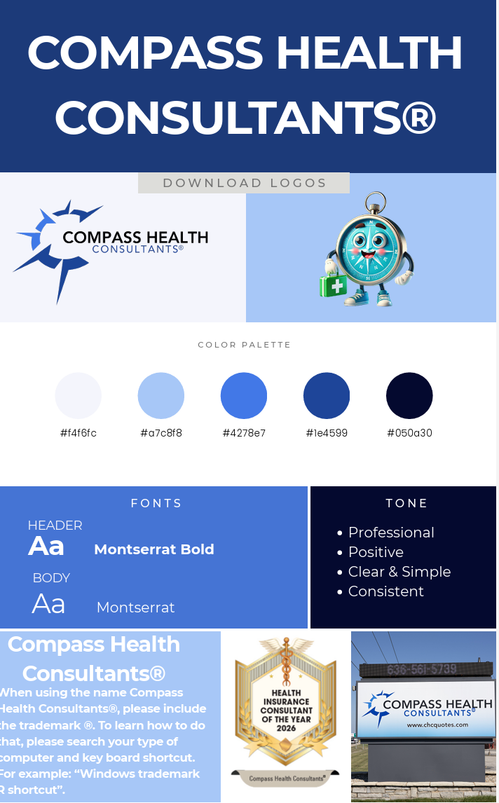 COMPASS HEALTH
CONSULTANTS®
DOWNLOAD LOGOS
COMPASS HEALTH
CONSULTANTS®
COLOR PALETTE
#f4f6fc
#a7c8f8
#4278e7
#1e4599
#050a30
FONTS
HEADER
Aa
Montserrat Bold
BODY
Aa
Montserrat
TONE
Professional
Positive
Clear & Simple
Consistent
Compass Health
Consultants®
When using the name Compass
Health Consultants®, please include
the trademark ®. To learn how to do
that, please search your type of
computer and key board shortcut.
For example: “Windows trademark
R shortcut”.
HEALTH
INSURANCE
CONSULTANT
OF THE YEAR
2026
Compass Health Consultants®
636-561-5739
COMPASS HEALTH
CONSULTANTS®
www.chcquotes.com